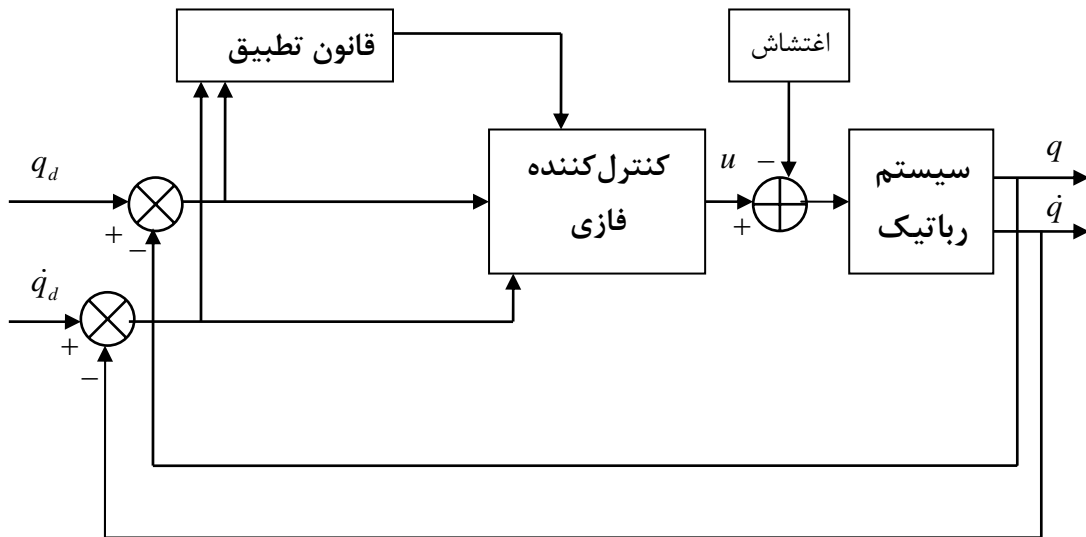 قانون تطبیق
اغتشاش
q_d
کنترل‌کننده
فازی
u
−
+
سیستم
رباتیک
q
q̇
+
−
q̇_d
+
−